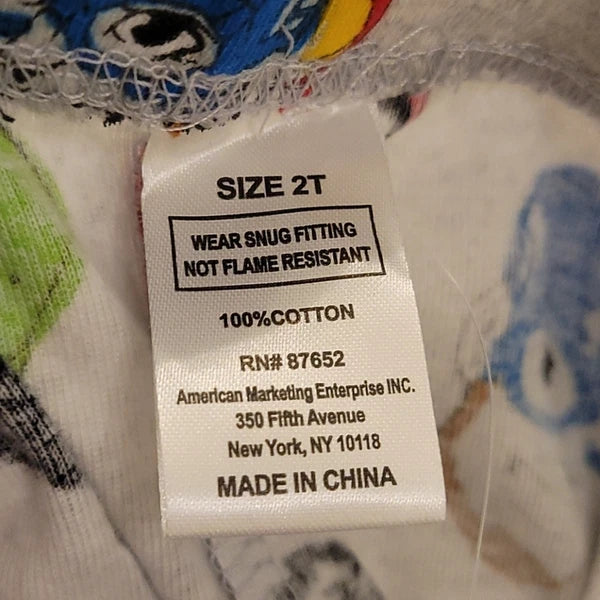 SIZE 2T
WEAR SNUG FITTING
NOT FLAME RESISTANT
100%COTTON
RN# 87652
American Marketing Enterprise INC.
350 Fifth Avenue
New York, NY 10118
MADE IN CHINA